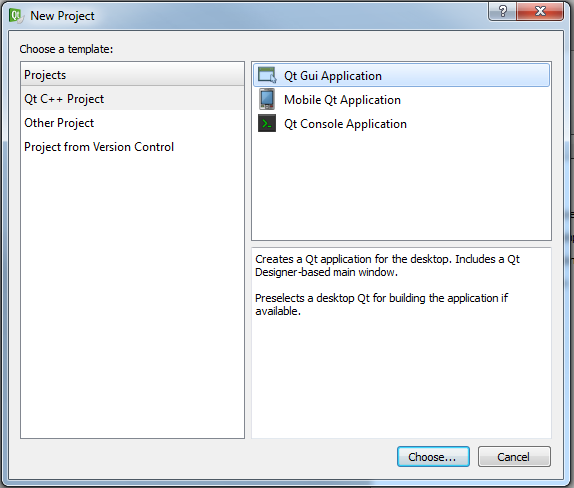 New Project
Choose a template:
Projects
Qt C++ Project
Other Project
Project from Version Control
Qt Gui Application
Mobile Qt Application
Qt Console Application
Creates a Qt application for the desktop. Includes a Qt
Designer-based main window.
Preselects a desktop Qt for building the application if
available.
Choose...
Cancel